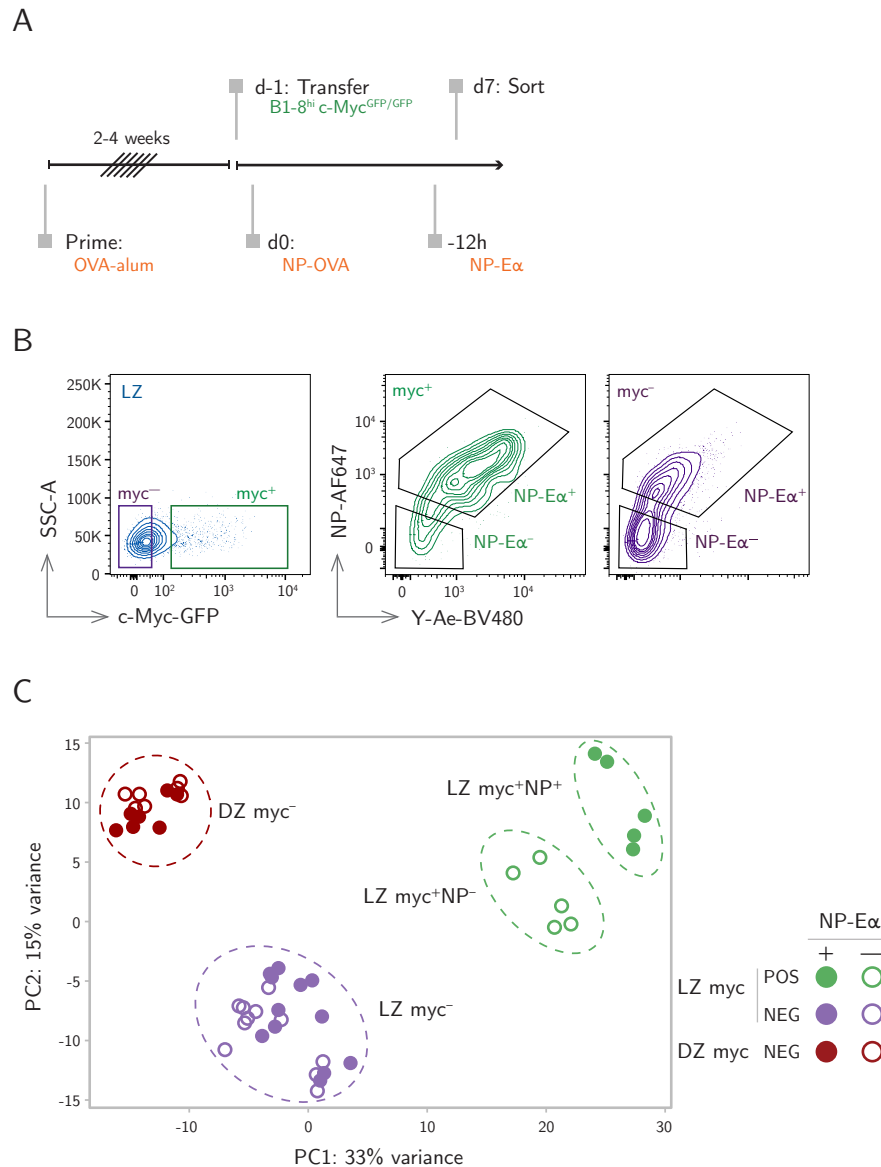 A
d-1: Transfer
B1-8hi c-MycGFP/GFP
d7: Sort
2-4 weeks
Prime:
OVA-alum
d0:
NP-OVA
-12h
NP-Eα
B
SSC-A
250K
200K
150K
100K
50K
0
LZ
myc—
myc+
0
10²
10³
10⁴
c-Myc-GFP
NP-AF647
10⁴
10³
0
myc+
NP-Eα+
NP-Eα-
0
10³
10⁴
Y-Ae-BV480
myc-
NP-Eα+
NP-Eα—
C
PC2: 15% variance
15
10
5
0
-5
-10
-15
DZ myc-
LZ myc+NP+
LZ myc+NP-
LZ myc-
-10
0
10
20
30
PC1: 33% variance
NP-Eα
+ —
LZ myc
POS
NEG
DZ myc NEG